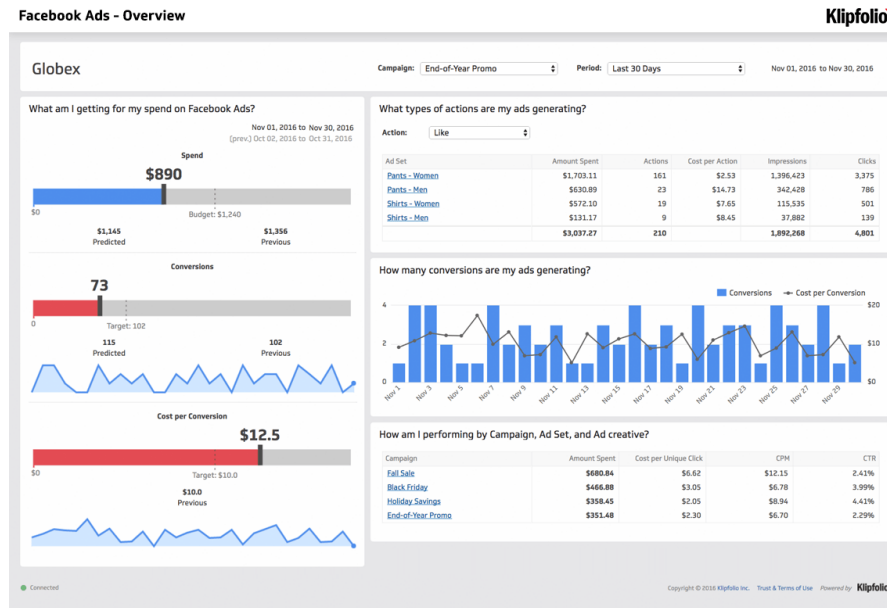 Facebook Ads - Overview
Klipfolio
Globex
Campaign: End-of-Year Promo Period: Last 30 Days Nov 01, 2016 to Nov 30, 2016
What am I getting for my spend on Facebook Ads?
Nov 01, 2016 to Nov 30, 2016
(prev.) Oct 02, 2016 to Oct 31, 2016
Spend
$890
$0
Budget: $1,240
$1,145 $1,356
Predicted Previous
Conversions
73
0
Target: 102
115 102
Predicted Previous
Cost per Conversion
$12.5
$0
Target: $10.0
$10.0
Previous
What types of actions are my ads generating?
Action: Like
Ad Set Amount Spent Actions Cost per Action Impressions Clicks
Pants - Women $1,703.11 161 $2.53 1,396,423 3,375
Pants - Men $630.89 23 $14.73 342,428 786
Shirts - Women $572.10 19 $7.65 115,535 501
Shirts - Men $131.17 9 $8.45 37,882 139
$3,037.27 210 1,892,268 4,801
How many conversions are my ads generating?
Conversions Cost per Conversion
4 $20
2 $10
0 $0
Nov 1 Nov 3 Nov 5 Nov 7 Nov 9 Nov 11 Nov 13 Nov 15 Nov 17 Nov 19 Nov 21 Nov 23 Nov 25 Nov 27 Nov 29
How am I performing by Campaign, Ad Set, and Ad creative?
Campaign Amount Spent Cost per Unique Click CPM CTR
Fall Sale $680.84 $6.62 $12.15 2.41%
Black Friday $466.88 $3.05 $6.78 3.99%
Holiday Savings $358.45 $2.05 $8.94 4.41%
End-of-Year Promo $351.48 $2.30 $6.70 2.29%
Connected
Copyright © 2016 Klipfolio Inc. Trust & Terms of Use Powered by Klipfolio